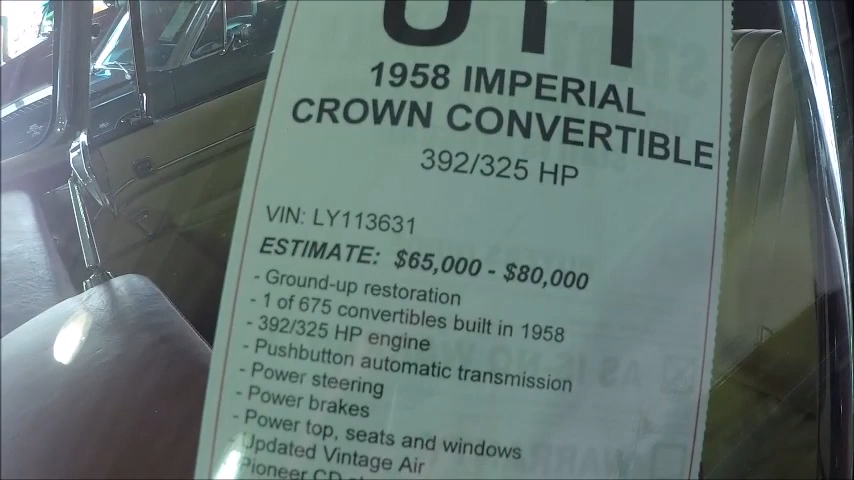 1958 IMPERIAL
CROWN CONVERTIBLE
392/325 HP
VIN: LY113631
ESTIMATE: $65,000 - $80,000
- Ground-up restoration
- 1 of 675 convertibles built in 1958
- 392/325 HP engine
- Pushbutton automatic transmission
- Power steering
- Power brakes
- Power top, seats and windows
Updated Vintage Air
Pioneer CD